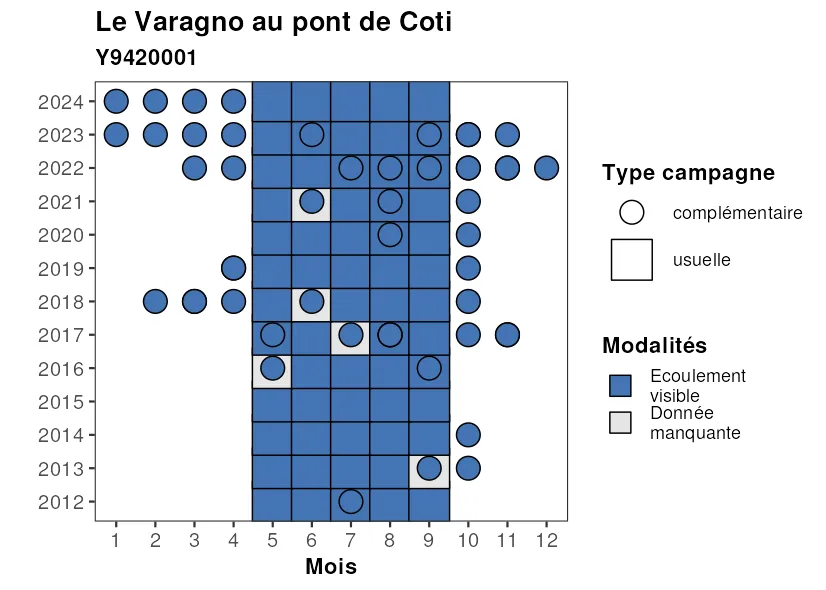 Le Varagno au pont de Coti
Y9420001
2024
2023
2022
2021
2020
2019
2018
2017
2016
2015
2014
2013
2012
1 2 3 4 5 6 7 8 9 10 11 12
Mois
Type campagne
complémentaire
usuelle
Modalités
Ecoulement
visible
Donnée
manquante